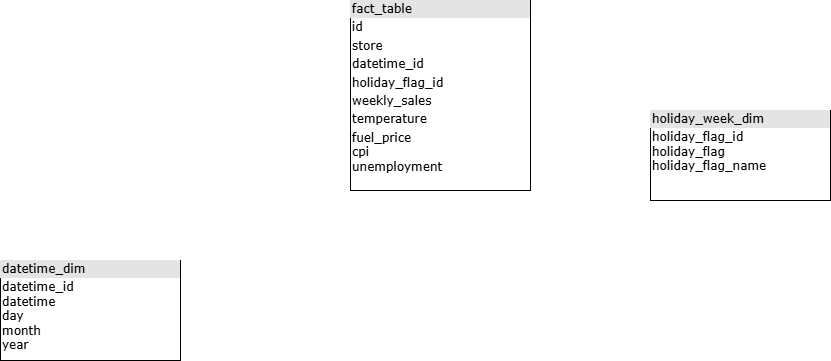 fact_table
id
store
datetime_id
holiday_flag_id
weekly_sales
temperature
fuel_price
cpi
unemployment
holiday_week_dim
holiday_flag_id
holiday_flag
holiday_flag_name
datetime_dim
datetime_id
datetime
day
month
year